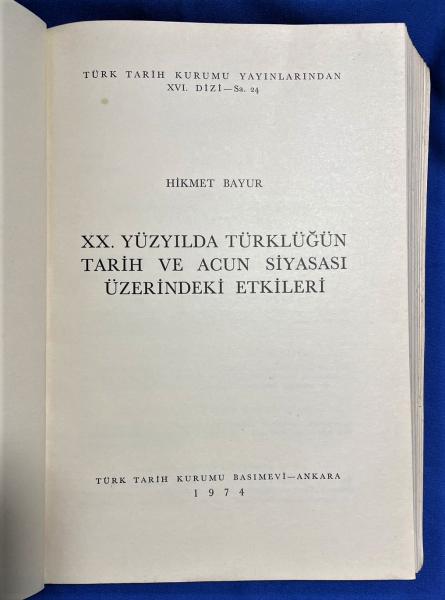 TÜRK TARİH KURUMU YAYINLARINDAN
XVI. DİZİ—Sa. 24
HİKMET BAYUR
XX. YÜZYILDA TÜRKLÜĞÜN
TARİH VE ACUN SİYASASI
ÜZERİNDEKİ ETKİLERİ
TÜRK TARİH KURUMU BASIMEVİ—ANKARA
1974